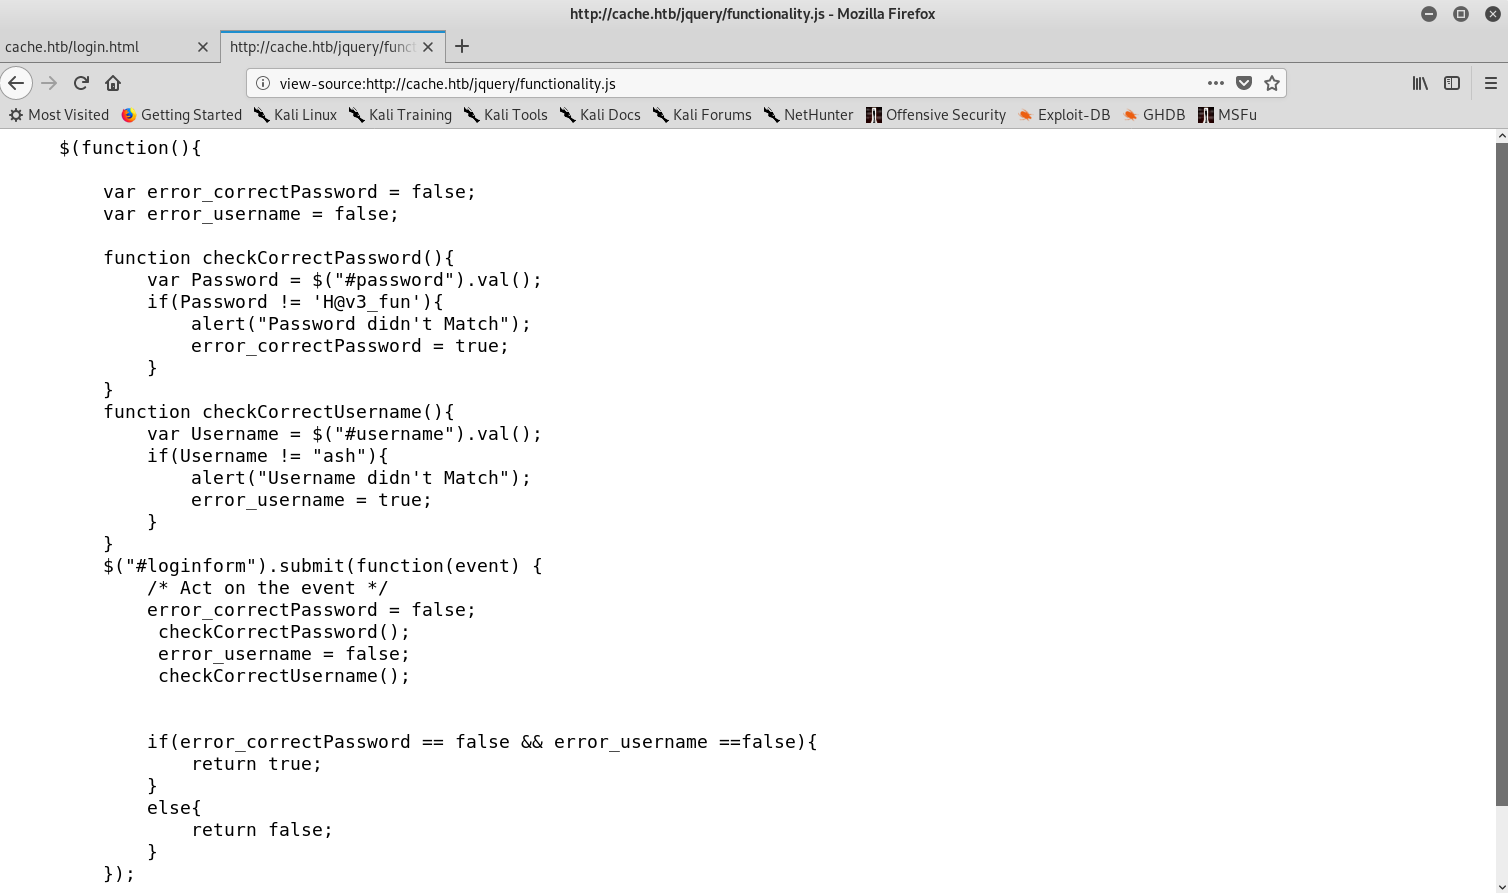 http://cache.htb/jquery/functionality.js - Mozilla Firefox
cache.htb/login.html
http://cache.htb/jquery/funct
view-source:http://cache.htb/jquery/functionality.js
Most Visited Getting Started Kali Linux Kali Training Kali Tools Kali Docs Kali Forums NetHunter Offensive Security Exploit-DB GHDB MSFu
$(function(){
var error_correctPassword = false;
var error_username = false;
function checkCorrectPassword(){
var Password = $("#password").val();
if(Password != 'H@v3_fun'){
alert("Password didn't Match");
error_correctPassword = true;
}
}
function checkCorrectUsername(){
var Username = $("#username").val();
if(Username != "ash"){
alert("Username didn't Match");
error_username = true;
}
}
$("#loginform").submit(function(event) {
/* Act on the event */
error_correctPassword = false;
checkCorrectPassword();
error_username = false;
checkCorrectUsername();
if(error_correctPassword == false && error_username ==false){
return true;
}
else{
return false;
}
});